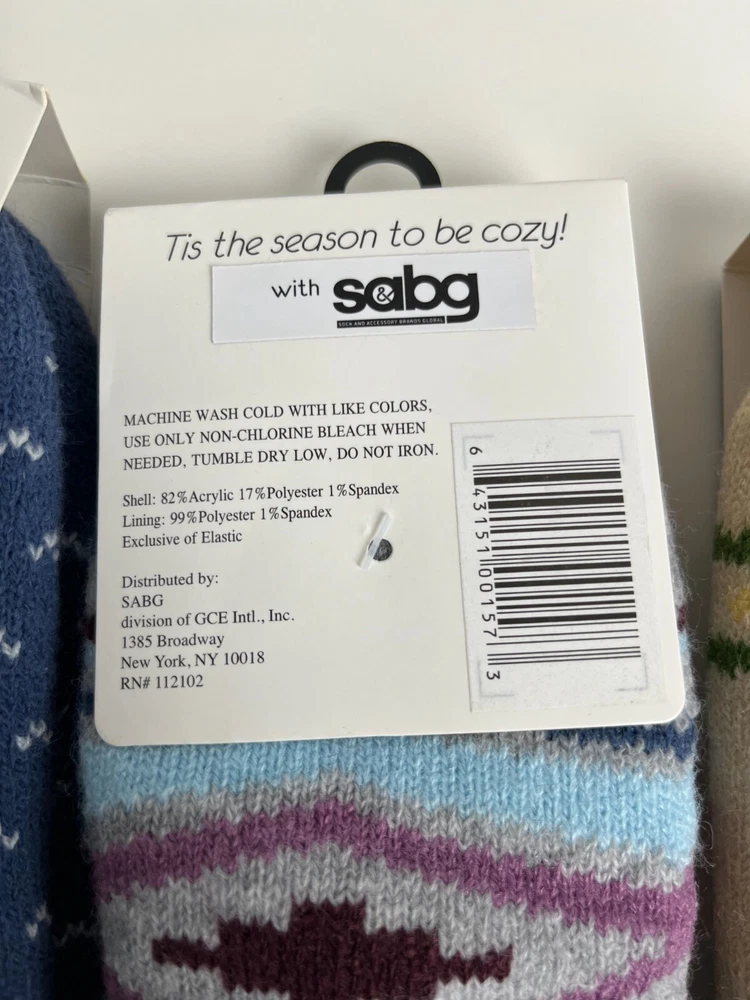 Tis the season to be cozy!
with sa&bg
SOCK AND ACCESSORY BRANDS GLOBAL
MACHINE WASH COLD WITH LIKE COLORS,
USE ONLY NON-CHLORINE BLEACH WHEN
NEEDED, TUMBLE DRY LOW, DO NOT IRON.
Shell: 82%Acrylic 17%Polyester 1%Spandex
Lining: 99%Polyester 1%Spandex
Exclusive of Elastic
Distributed by:
SABG
division of GCE Intl., Inc.
1385 Broadway
New York, NY 10018
RN# 112102
6 43151 00157 3